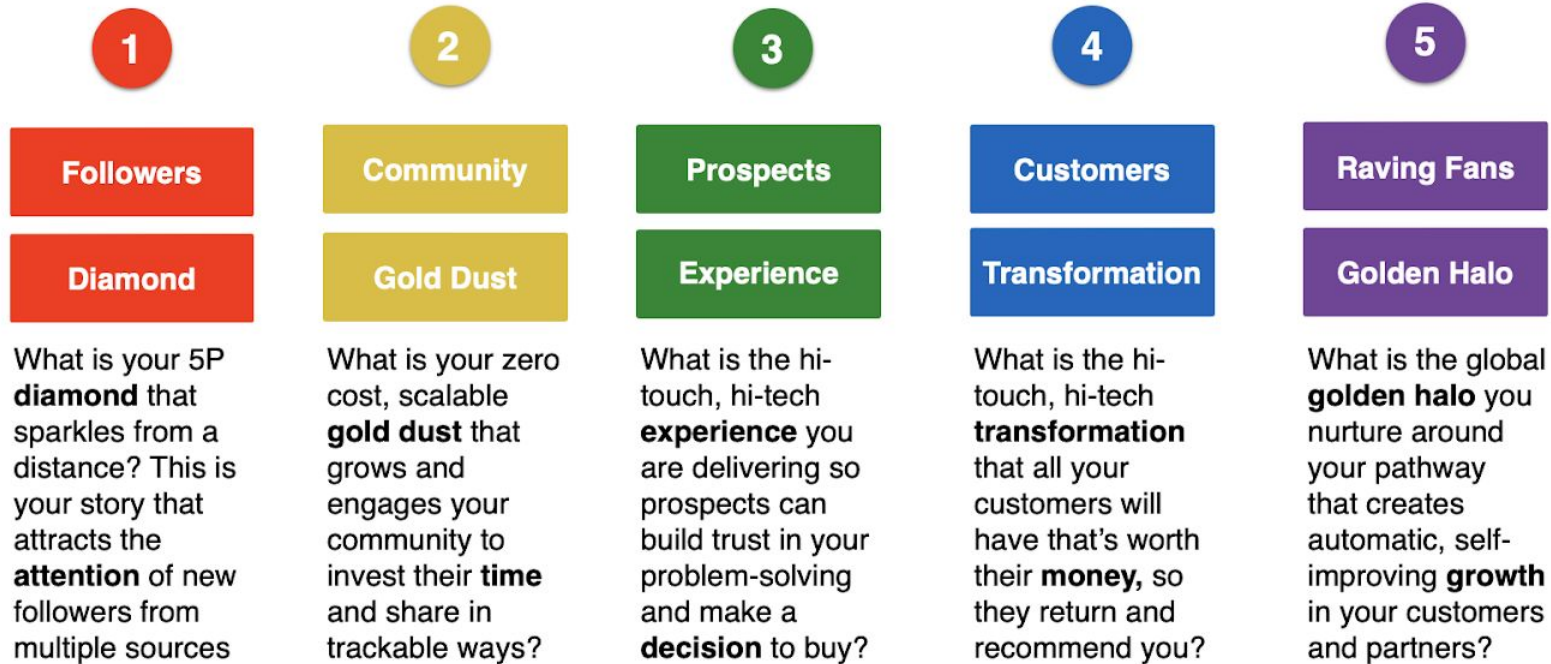 1
Followers
Diamond
What is your 5P
diamond that
sparkles from a
distance? This is
your story that
attracts the
attention of new
followers from
multiple sources
2
Community
Gold Dust
What is your zero
cost, scalable
gold dust that
grows and
engages your
community to
invest their time
and share in
trackable ways?
3
Prospects
Experience
What is the hi-
touch, hi-tech
experience you
are delivering so
prospects can
build trust in your
problem-solving
and make a
decision to buy?
4
Customers
Transformation
What is the hi-
touch, hi-tech
transformation
that all your
customers will
have that’s worth
their money, so
they return and
recommend you?
5
Raving Fans
Golden Halo
What is the global
golden halo you
nurture around
your pathway
that creates
automatic, self-
improving growth
in your customers
and partners?